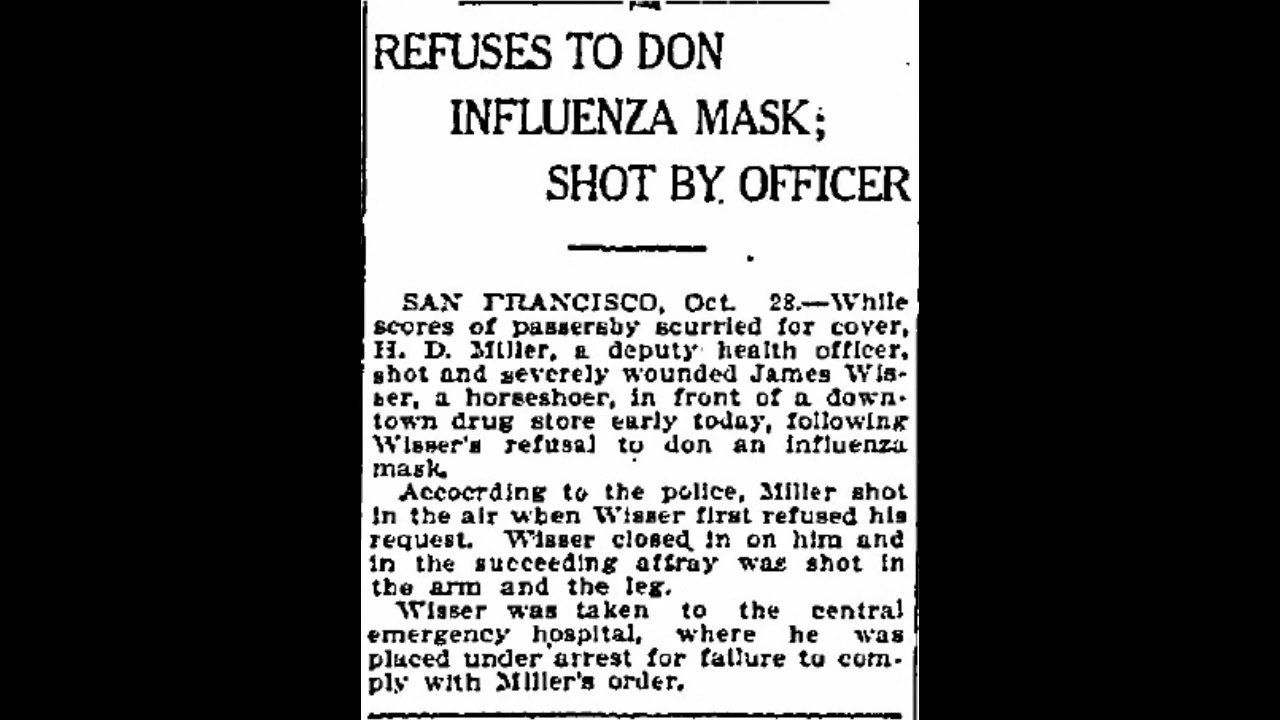 REFUSES TO DON
INFLUENZA MASK;
SHOT BY OFFICER
SAN FRANCISCO, Oct. 28.—While
scores of passersby scurried for cover,
H. D. Miller, a deputy health officer,
shot and severely wounded James Wis-
ser, a horseshoer, in front of a down-
town drug store early today, following
Wisser's refusal to don an influenza
mask.
Accoording to the police, Miller shot
in the air when Wisser first refused his
request. Wisser closed in on him and
in the succeeding affray was shot in
the arm and the leg.
Wisser was taken to the central
emergency hospital, where he was
placed under arrest for failure to com-
ply with Miller's order.